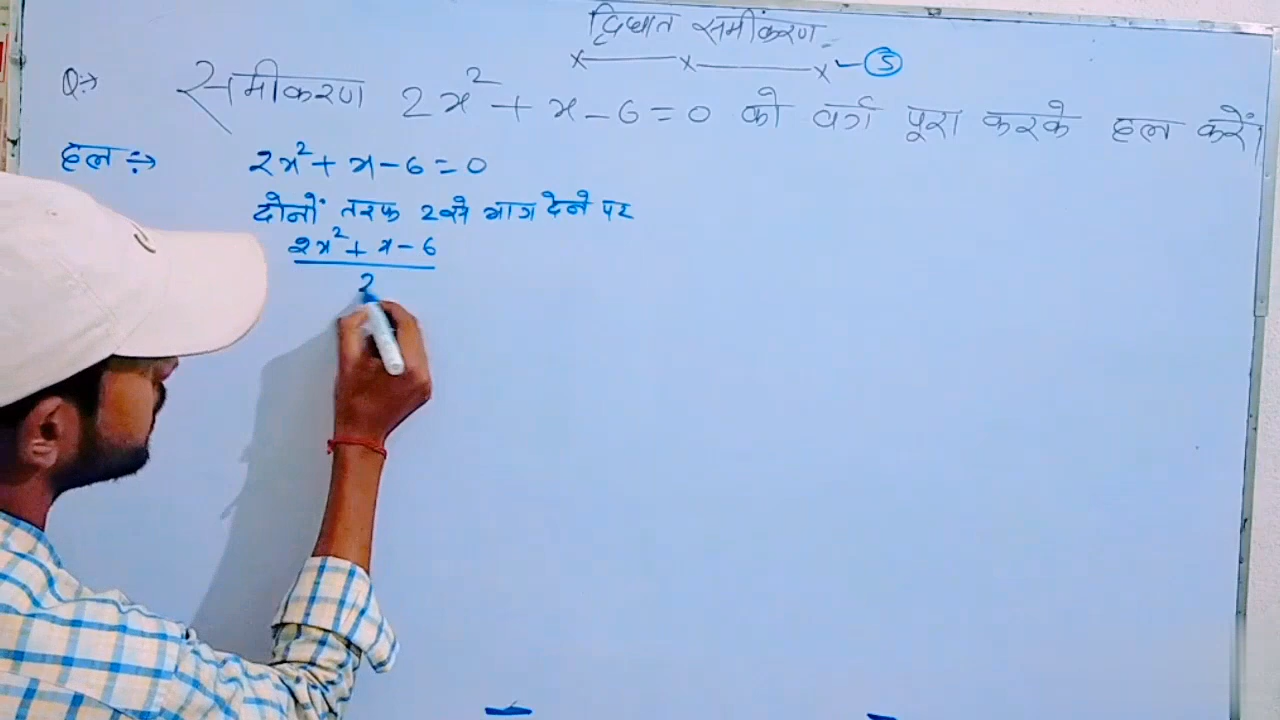 द्विघात समीकरण - ⑤
Q:→ समीकरण 2x² + x - 6 = 0 को वर्ग पूरा करके हल करें।
हल ÷→ 2x² + x - 6 = 0
दोनों तरफ 2 से भाग देने पर
2x² + x - 6
2